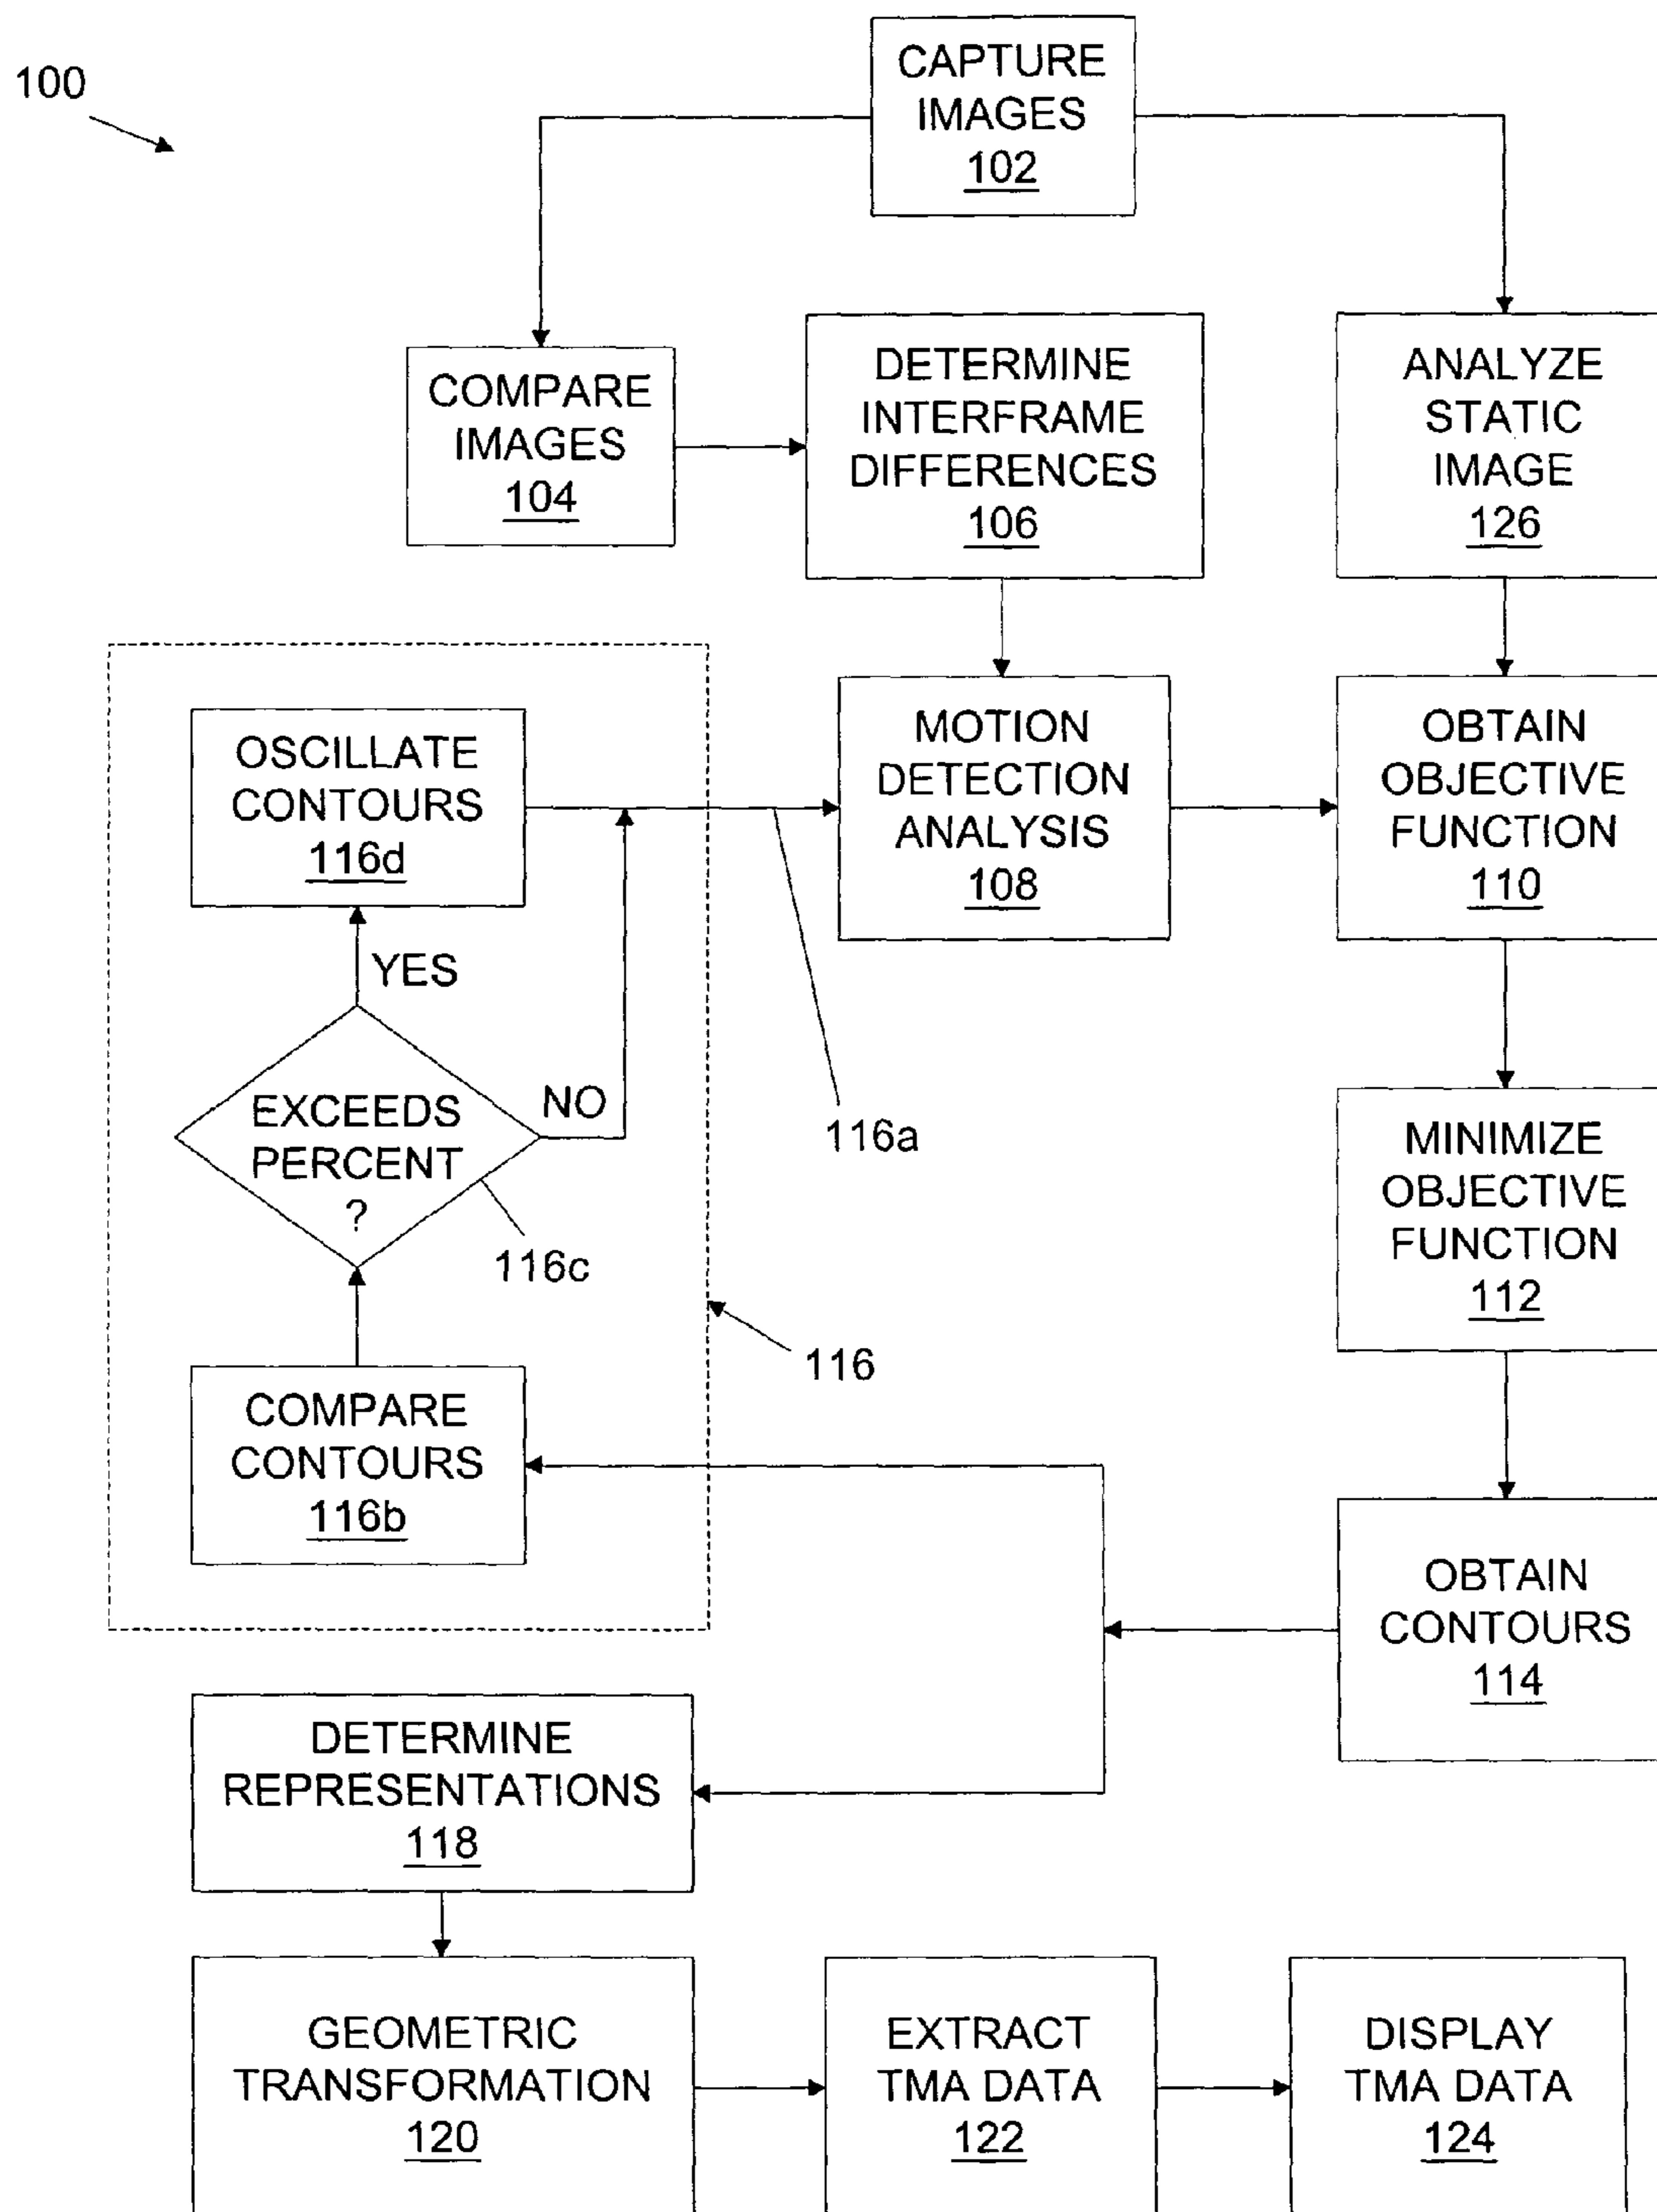 100
CAPTURE
IMAGES
102
COMPARE
IMAGES
104
DETERMINE
INTERFRAME
DIFFERENCES
106
ANALYZE
STATIC
IMAGE
126
OSCILLATE
CONTOURS
116d
MOTION
DETECTION
ANALYSIS
108
OBTAIN
OBJECTIVE
FUNCTION
110
YES
NO
EXCEEDS
PERCENT
?
116a
116c
MINIMIZE
OBJECTIVE
FUNCTION
112
116
COMPARE
CONTOURS
116b
OBTAIN
CONTOURS
114
DETERMINE
REPRESENTATIONS
118
GEOMETRIC
TRANSFORMATION
120
EXTRACT
TMA DATA
122
DISPLAY
TMA DATA
124